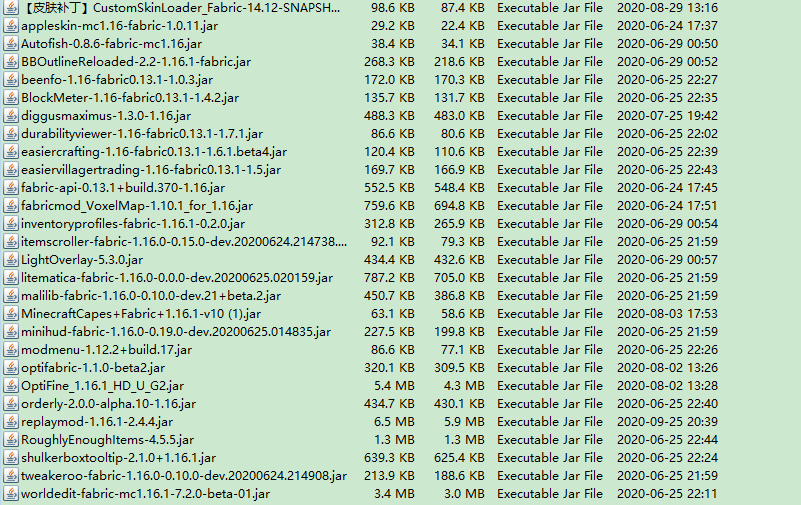 【皮肤补丁】CustomSkinLoader_Fabric-14.12-SNAPSH... 98.6 KB 87.4 KB Executable Jar File 2020-08-29 13:16
appleskin-mc1.16-fabric-1.0.11.jar 29.2 KB 22.4 KB Executable Jar File 2020-06-24 17:37
Autofish-0.8.6-fabric-mc1.16.jar 38.4 KB 34.1 KB Executable Jar File 2020-06-29 00:50
BBOutlineReloaded-2.2-1.16.1-fabric.jar 268.3 KB 218.6 KB Executable Jar File 2020-06-29 00:52
beenfo-1.16-fabric0.13.1-1.0.3.jar 172.0 KB 170.3 KB Executable Jar File 2020-06-25 22:27
BlockMeter-1.16-fabric0.13.1-1.4.2.jar 135.7 KB 131.7 KB Executable Jar File 2020-06-25 22:35
diggusmaximus-1.3.0-1.16.jar 488.3 KB 483.0 KB Executable Jar File 2020-07-25 19:42
durabilityviewer-1.16-fabric0.13.1-1.7.1.jar 86.6 KB 80.6 KB Executable Jar File 2020-06-25 22:02
easiercrafting-1.16-fabric0.13.1-1.6.1.beta4.jar 120.4 KB 110.6 KB Executable Jar File 2020-06-25 22:39
easiervillagertrading-1.16-fabric0.13.1-1.5.jar 169.7 KB 166.9 KB Executable Jar File 2020-06-25 22:43
fabric-api-0.13.1+build.370-1.16.jar 552.5 KB 548.4 KB Executable Jar File 2020-06-24 17:45
fabricmod_VoxelMap-1.10.1_for_1.16.jar 759.6 KB 694.8 KB Executable Jar File 2020-06-24 17:51
inventoryprofiles-fabric-1.16.1-0.2.0.jar 312.8 KB 265.9 KB Executable Jar File 2020-06-29 00:54
itemscroller-fabric-1.16.0-0.15.0-dev.20200624.214738.... 92.1 KB 79.3 KB Executable Jar File 2020-06-25 21:59
LightOverlay-5.3.0.jar 434.4 KB 432.6 KB Executable Jar File 2020-06-29 00:57
litematica-fabric-1.16.0-0.0.0-dev.20200625.020159.jar 787.2 KB 705.0 KB Executable Jar File 2020-06-25 21:59
malilib-fabric-1.16.0-0.10.0-dev.21+beta.2.jar 450.7 KB 386.8 KB Executable Jar File 2020-06-25 21:59
MinecraftCapes+Fabric+1.16.1-v10 (1).jar 63.1 KB 58.6 KB Executable Jar File 2020-08-03 17:53
minihud-fabric-1.16.0-0.19.0-dev.20200625.014835.jar 227.5 KB 199.8 KB Executable Jar File 2020-06-25 21:59
modmenu-1.12.2+build.17.jar 86.6 KB 77.1 KB Executable Jar File 2020-06-25 22:26
optifabric-1.1.0-beta2.jar 320.1 KB 309.5 KB Executable Jar File 2020-08-02 13:26
OptiFine_1.16.1_HD_U_G2.jar 5.4 MB 4.3 MB Executable Jar File 2020-08-02 13:28
orderly-2.0.0-alpha.10-1.16.jar 434.7 KB 430.1 KB Executable Jar File 2020-06-25 22:40
replaymod-1.16.1-2.4.4.jar 6.5 MB 5.9 MB Executable Jar File 2020-09-25 20:39
RoughlyEnoughItems-4.5.5.jar 1.3 MB 1.3 MB Executable Jar File 2020-06-25 22:44
shulkerboxtooltip-2.1.0+1.16.1.jar 639.3 KB 625.4 KB Executable Jar File 2020-06-25 22:24
tweakeroo-fabric-1.16.0-0.10.0-dev.20200624.214908.jar 213.9 KB 188.6 KB Executable Jar File 2020-06-25 21:59
worldedit-fabric-mc1.16.1-7.2.0-beta-01.jar 3.4 MB 3.0 MB Executable Jar File 2020-06-25 22:11